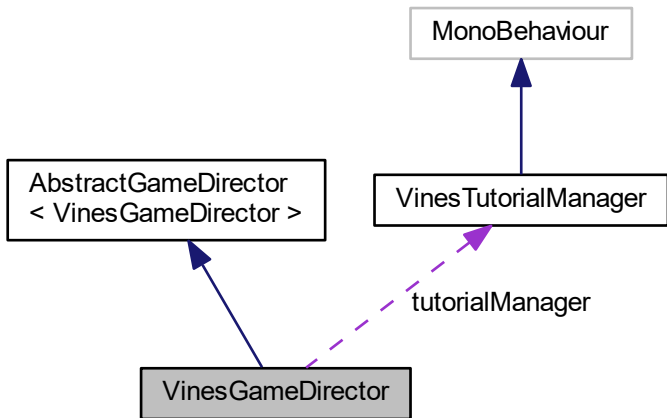 MonoBehaviour
AbstractGameDirector
< VinesGameDirector >
VinesTutorialManager
tutorialManager
VinesGameDirector